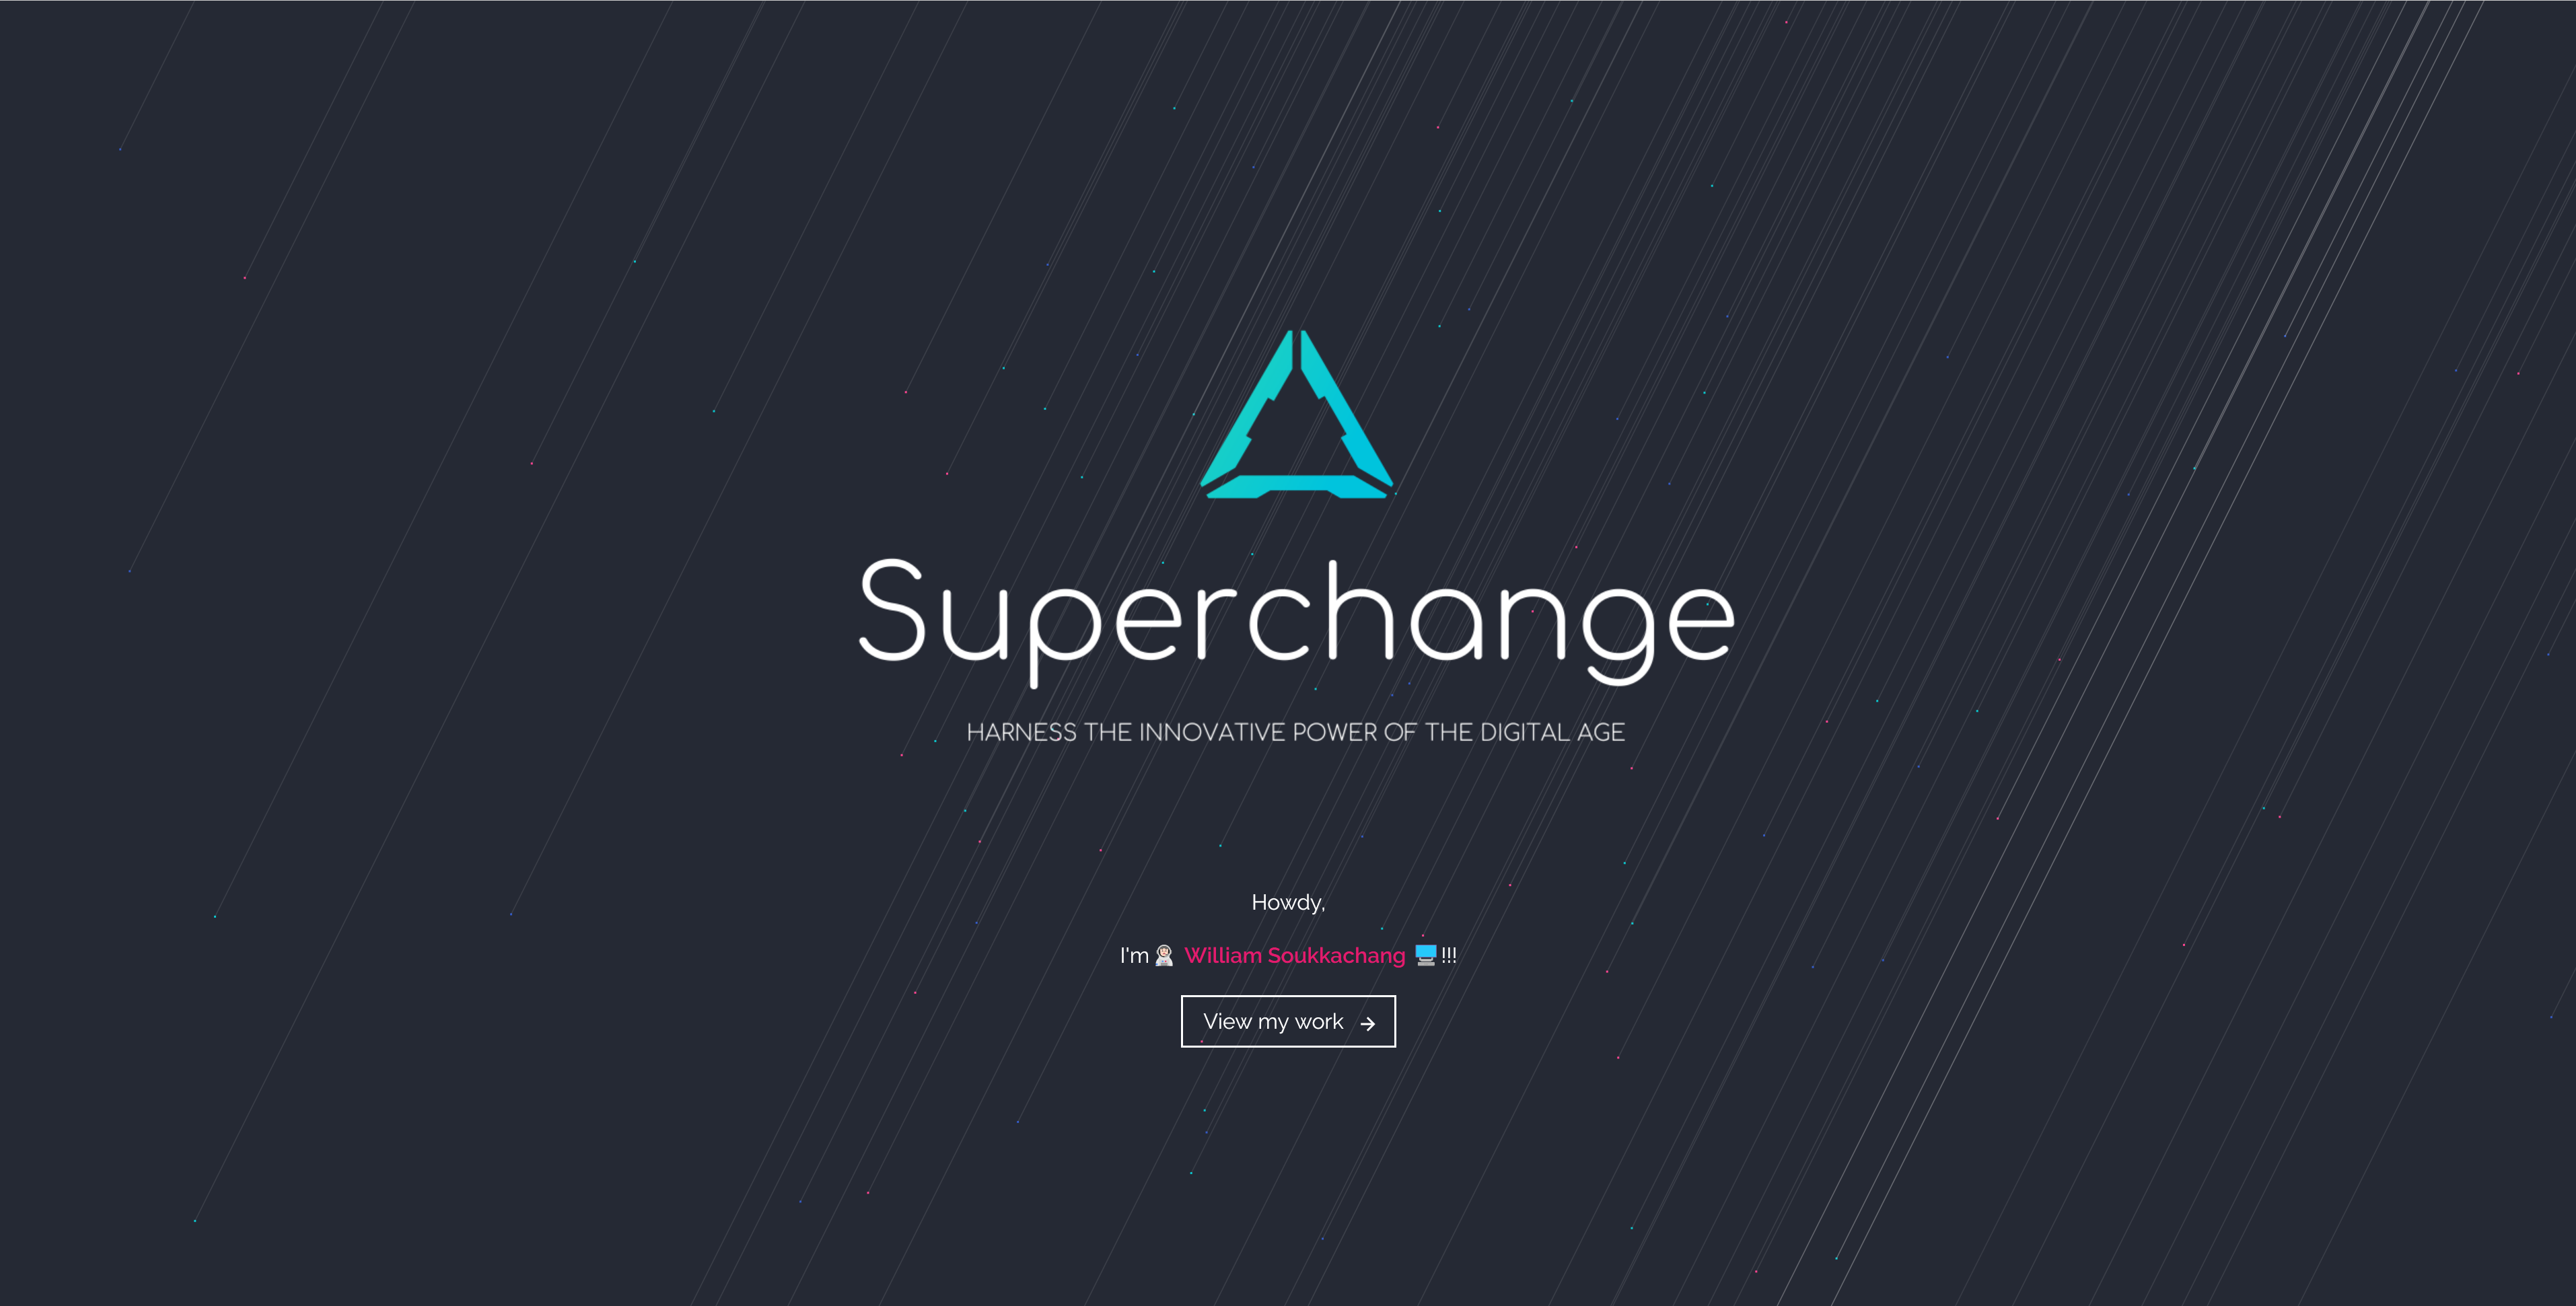 Superchange
HARNESS THE INNOVATIVE POWER OF THE DIGITAL AGE
Howdy,
I'm 👨🏻‍🚀 William Soukkachang 🖥️!!!
View my work →